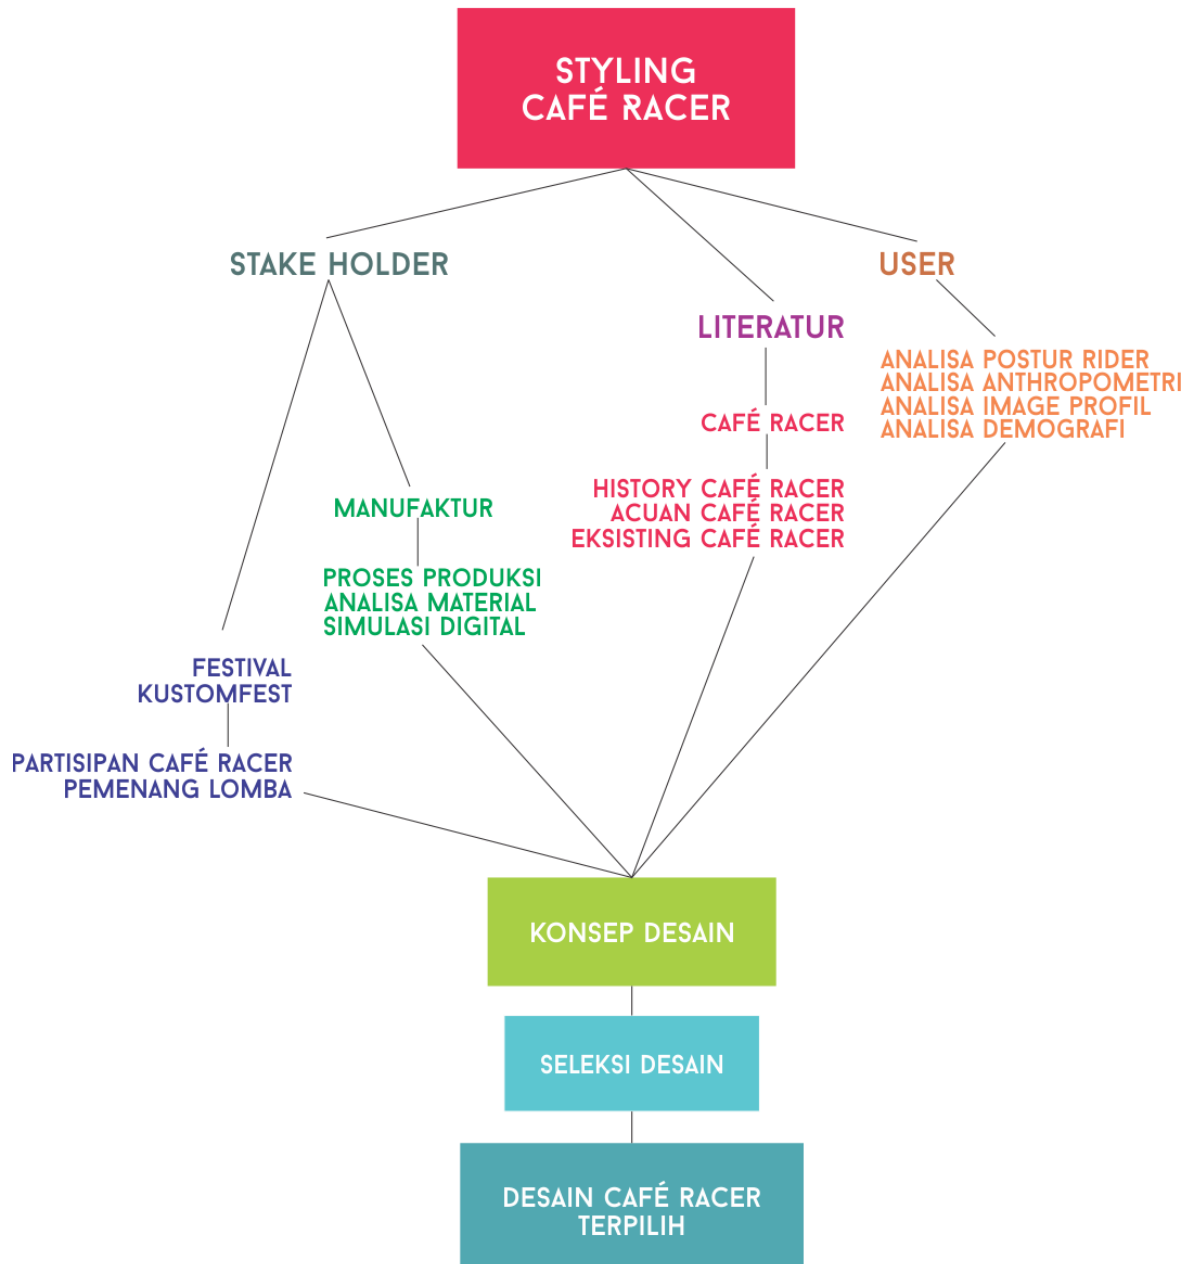 STYLING
CAFÉ RACER
STAKE HOLDER
USER
LITERATUR
ANALISA POSTUR RIDER
ANALISA ANTHROPOMETRI
ANALISA IMAGE PROFIL
ANALISA DEMOGRAFI
CAFÉ RACER
HISTORY CAFÉ RACER
ACUAN CAFÉ RACER
EKSISTING CAFÉ RACER
MANUFAKTUR
PROSES PRODUKSI
ANALISA MATERIAL
SIMULASI DIGITAL
FESTIVAL
KUSTOMFEST
PARTISIPAN CAFÉ RACER
PEMENANG LOMBA
KONSEP DESAIN
SELEKSI DESAIN
DESAIN CAFÉ RACER
TERPILIH